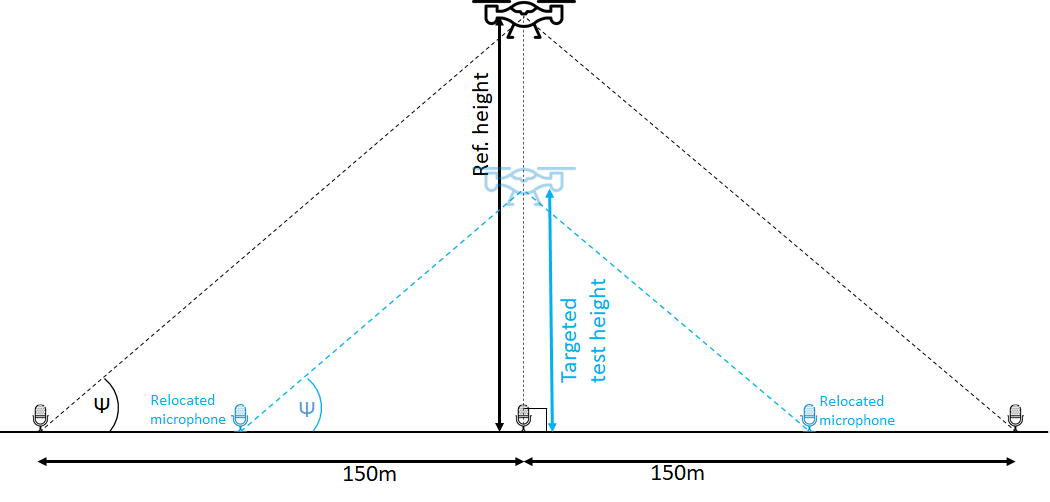 Ref. height
Targeted
test height
Ψ
Relocated
microphone
Ψ
Relocated
microphone
150m
150m